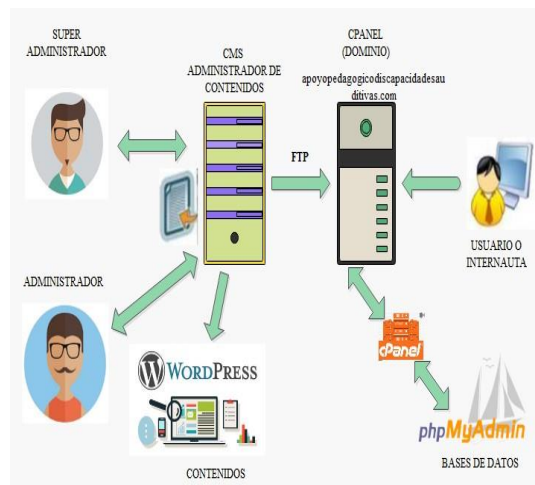 SUPER
ADMINISTRADOR
CMS
ADMINISTRADOR DE
CONTENIDOS
CPANEL
(DOMINIO)
apoyopedagogicodiscapacidadesau
ditivas.com
FTP
USUARIO O
INTERNAUTA
ADMINISTRADOR
WORDPRESS
CONTENIDOS
cPanel
phpMyAdmin
BASES DE DATOS